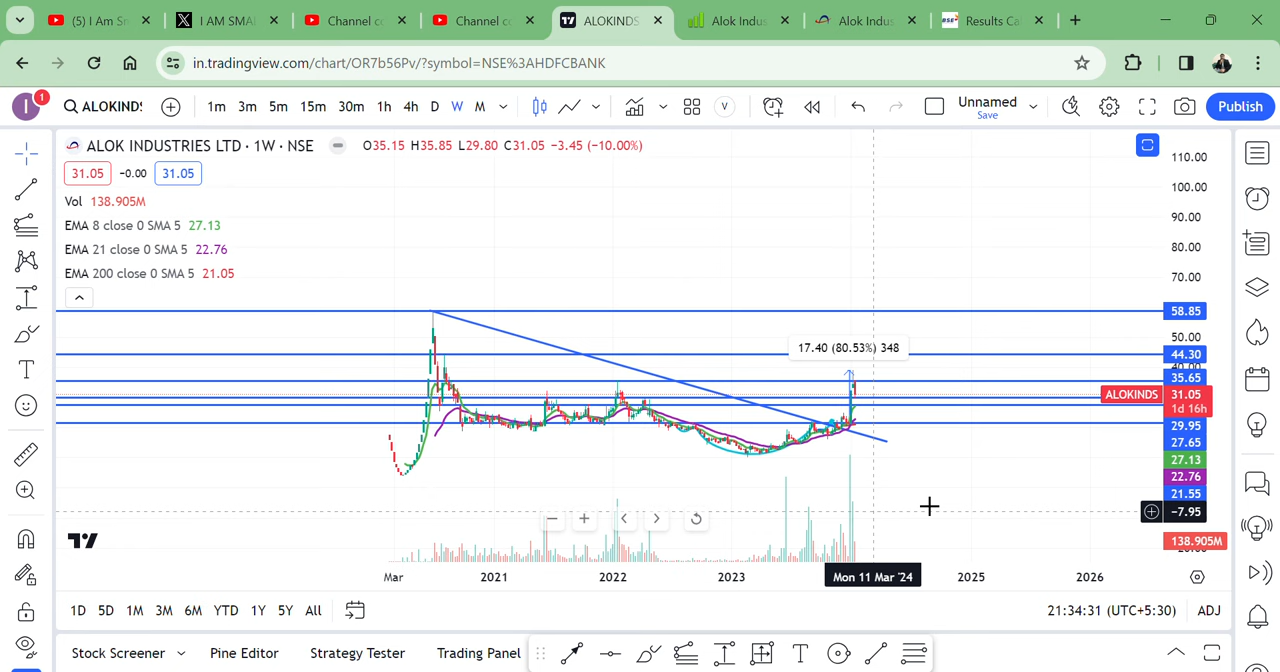 (5) I Am Sm
I AM SMAL
Channel co
Channel co
ALOKINDS
Alok Indus
Alok Indus
BSE Results Ca
in.tradingview.com/chart/OR7b56Pv/?symbol=NSE%3AHDFCBANK
I 1 ALOKINDS 1m 3m 5m 15m 30m 1h 4h D W M V Unnamed Save Publish
ALOK INDUSTRIES LTD · 1W · NSE O35.15 H35.85 L29.80 C31.05 −3.45 (−10.00%)
31.05 −0.00 31.05
Vol 138.905M
EMA 8 close 0 SMA 5 27.13
EMA 21 close 0 SMA 5 22.76
EMA 200 close 0 SMA 5 21.05
17.40 (80.53%) 348
110.00
100.00
90.00
80.00
70.00
58.85
50.00
44.30
35.65
ALOKINDS 31.05
1d 16h
29.95
27.65
27.13
22.76
21.55
−7.95
138.905M
Mar 2021 2022 2023 Mon 11 Mar '24 2025 2026
1D 5D 1M 3M 6M YTD 1Y 5Y All 21:34:31 (UTC+5:30) ADJ
Stock Screener Pine Editor Strategy Tester Trading Panel